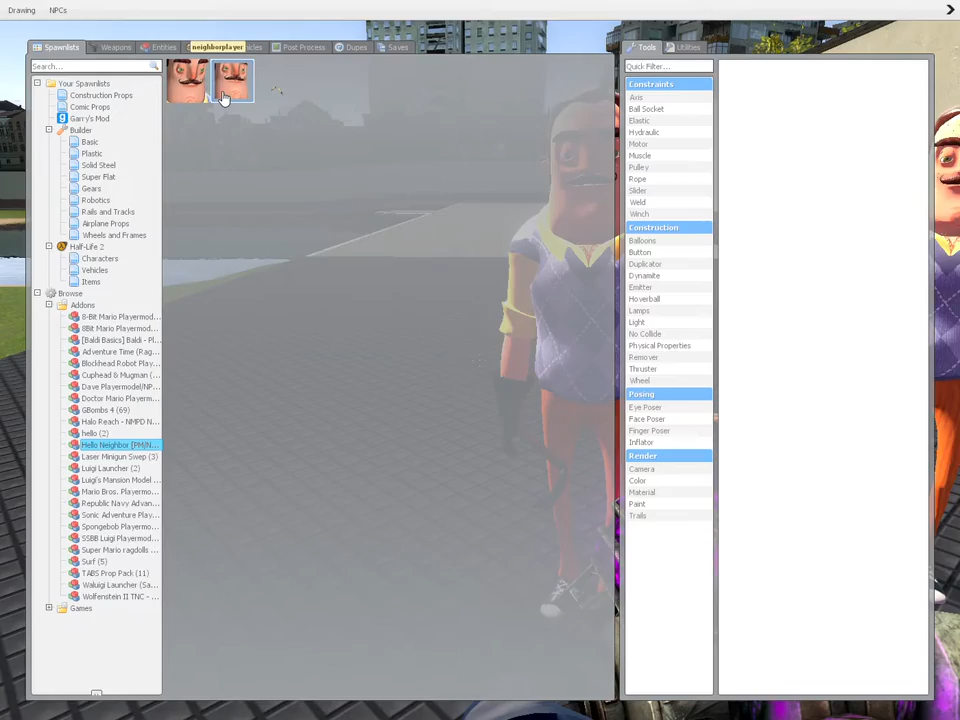 Drawing NPCs
Spawnlists Weapons Entities neighborplayer cles Post Process Dupes Saves
Tools Utilities
Search...
Quick Filter...
Your Spawnlists
Construction Props
Comic Props
Garry's Mod
Builder
Basic
Plastic
Solid Steel
Super Flat
Gears
Robotics
Rails and Tracks
Airplane Props
Wheels and Frames
Half-Life 2
Characters
Vehicles
Items
Browse
Addons
8-Bit Mario Playermod...
8Bit Mario Playermod...
[Baldi Basics] Baldi - Pl...
Adventure Time (Rag...
Blockhead Robot Play...
Cuphead & Mugman (...
Dave Playermodel/NP...
Doctor Mario Playerm...
GBombs 4 (69)
Halo Reach - NMPD N...
hello (2)
Hello Neighbor [PM/N...
Laser Minigun Swep (3)
Luigi Launcher (2)
Luigi's Mansion Model ...
Mario Bros. Playermo...
Republic Navy Advan...
Sonic Adventure Play...
Spongebob Playermo...
SSBB Luigi Playermod...
Super Mario ragdolls ...
Surf (5)
TABS Prop Pack (11)
Waluigi Launcher (Sa...
Wolfenstein II TNC - ...
Games
Constraints
Axis
Ball Socket
Elastic
Hydraulic
Motor
Muscle
Pulley
Rope
Slider
Weld
Winch
Construction
Balloons
Button
Duplicator
Dynamite
Emitter
Hoverball
Lamps
Light
No Collide
Physical Properties
Remover
Thruster
Wheel
Posing
Eye Poser
Face Poser
Finger Poser
Inflator
Render
Camera
Color
Material
Paint
Trails